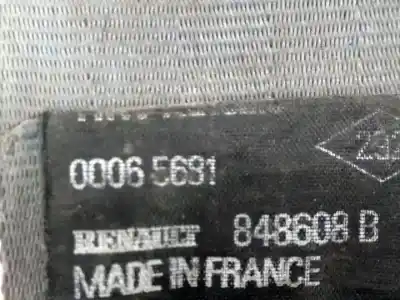 0006 5681
RENAULT 848608 B
MADE IN FRANCE